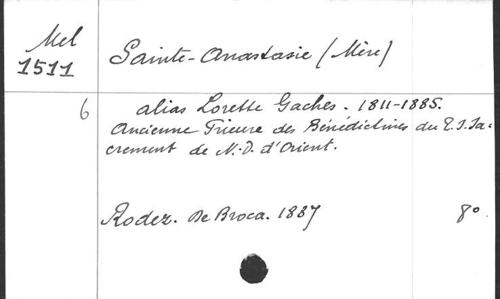 Mel
1511
Sainte-Anastasie (Mère)
6
alias Lorette Gaches. 1811-1885.
Ancienne Prieure des Bénédictines du T.S.Sa-
crement de N.D. d'Orient.
Rodez. De Broca. 1887
8°